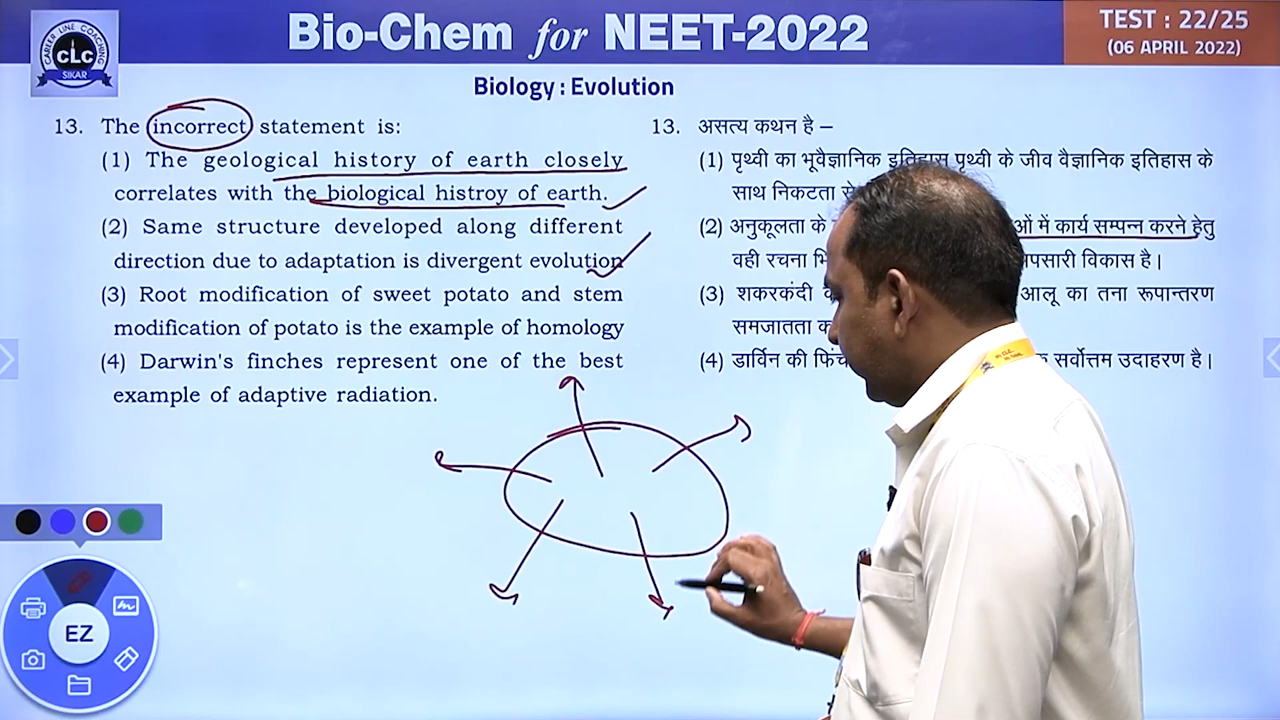 CAREER LINE COACHING
CLC
SIKAR
Bio-Chem for NEET-2022
TEST : 22/25
(06 APRIL 2022)
Biology : Evolution
13. The incorrect statement is:
(1) The geological history of earth closely
correlates with the biological histroy of earth.
(2) Same structure developed along different
direction due to adaptation is divergent evolution
(3) Root modification of sweet potato and stem
modification of potato is the example of homology
(4) Darwin's finches represent one of the best
example of adaptive radiation.
13. असत्य कथन है –
(1) पृथ्वी का भूवैज्ञानिक इतिहास पृथ्वी के जीव वैज्ञानिक इतिहास के
साथ निकटता
(2) अनुकूलता के में कार्य सम्पन्न करने हेतु
वही रचना अपसारी विकास है।
(3) शकरकंदी आलू का तना रूपान्तरण
समजातता
(4) डार्विन की सर्वोत्तम उदाहरण है।
EZ